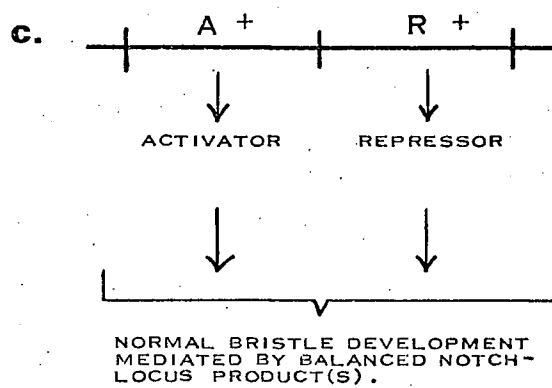 c.
A + R +
ACTIVATOR REPRESSOR
NORMAL BRISTLE DEVELOPMENT
MEDIATED BY BALANCED NOTCH-
LOCUS PRODUCT(S).